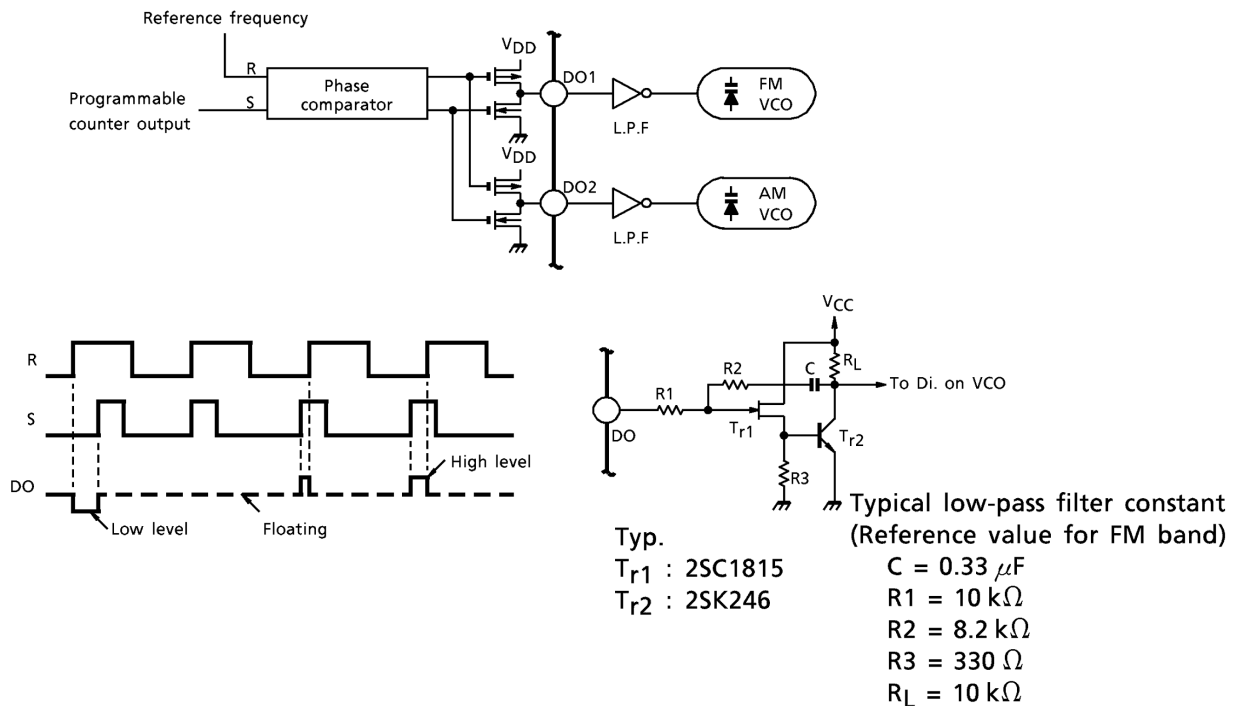 Reference frequency
R
Programmable
counter output
S
Phase
comparator
VDD
DO1
L.P.F
FM
VCO
VDD
DO2
L.P.F
AM
VCO
R
S
DO
High level
Low level
Floating
VCC
RL
R2
C
To Di. on VCO
R1
DO
Tr1
Tr2
R3
Typ.
Tr1 : 2SC1815
Tr2 : 2SK246
Typical low-pass filter constant
(Reference value for FM band)
C = 0.33 μF
R1 = 10 kΩ
R2 = 8.2 kΩ
R3 = 330 Ω
RL = 10 kΩ